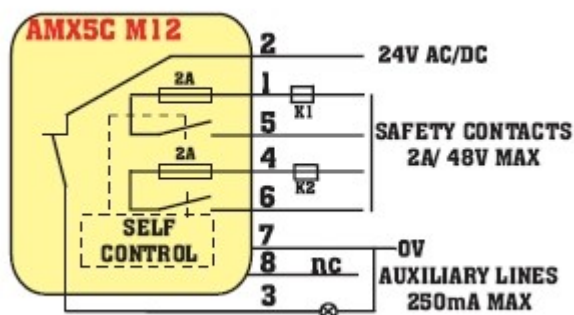 AMX5C M12
2
24V AC/DC
2A
1
K1
5
SAFETY CONTACTS
2A/ 48V MAX
2A
4
K2
6
SELF
CONTROL
7
0V
8
nc
AUXILIARY LINES
250mA MAX
3